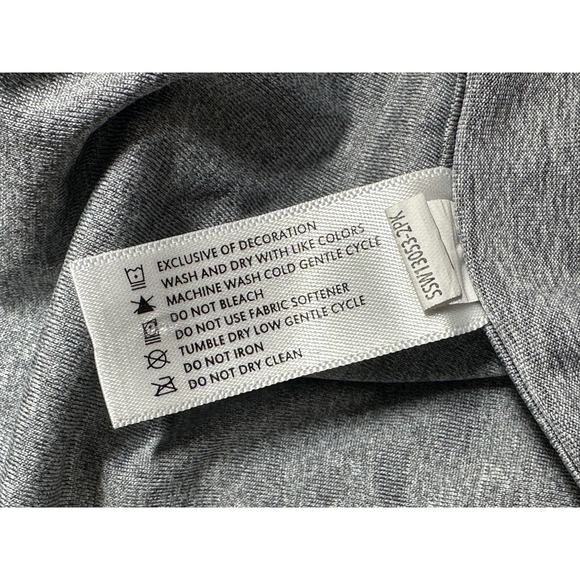 EXCLUSIVE OF DECORATION
WASH AND DRY WITH LIKE COLORS
MACHINE WASH COLD GENTLE CYCLE
DO NOT BLEACH
DO NOT USE FABRIC SOFTENER
TUMBLE DRY LOW GENTLE CYCLE
DO NOT IRON
DO NOT DRY CLEAN
SSW13053-2PK